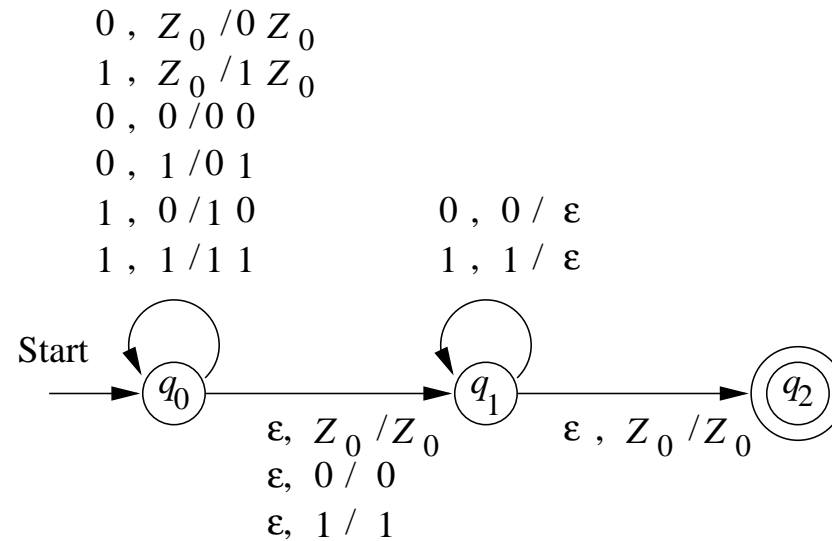 0 , Z0 /0 Z0
1 , Z0 /1 Z0
0 , 0 /0 0
0 , 1 /0 1
1 , 0 /1 0
1 , 1 /1 1
0 , 0 / ε
1 , 1 / ε
Start
q0
q1
q2
ε, Z0 /Z0
ε, 0 / 0
ε, 1 / 1
ε , Z0 /Z0